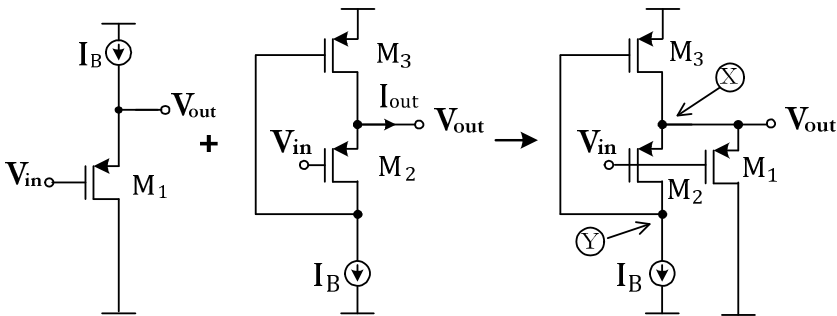 I_B
V_out
V_in
M_1
+
M_3
I_out
V_out
V_in
M_2
I_B
M_3
X
V_out
V_in
M_2
M_1
Y
I_B